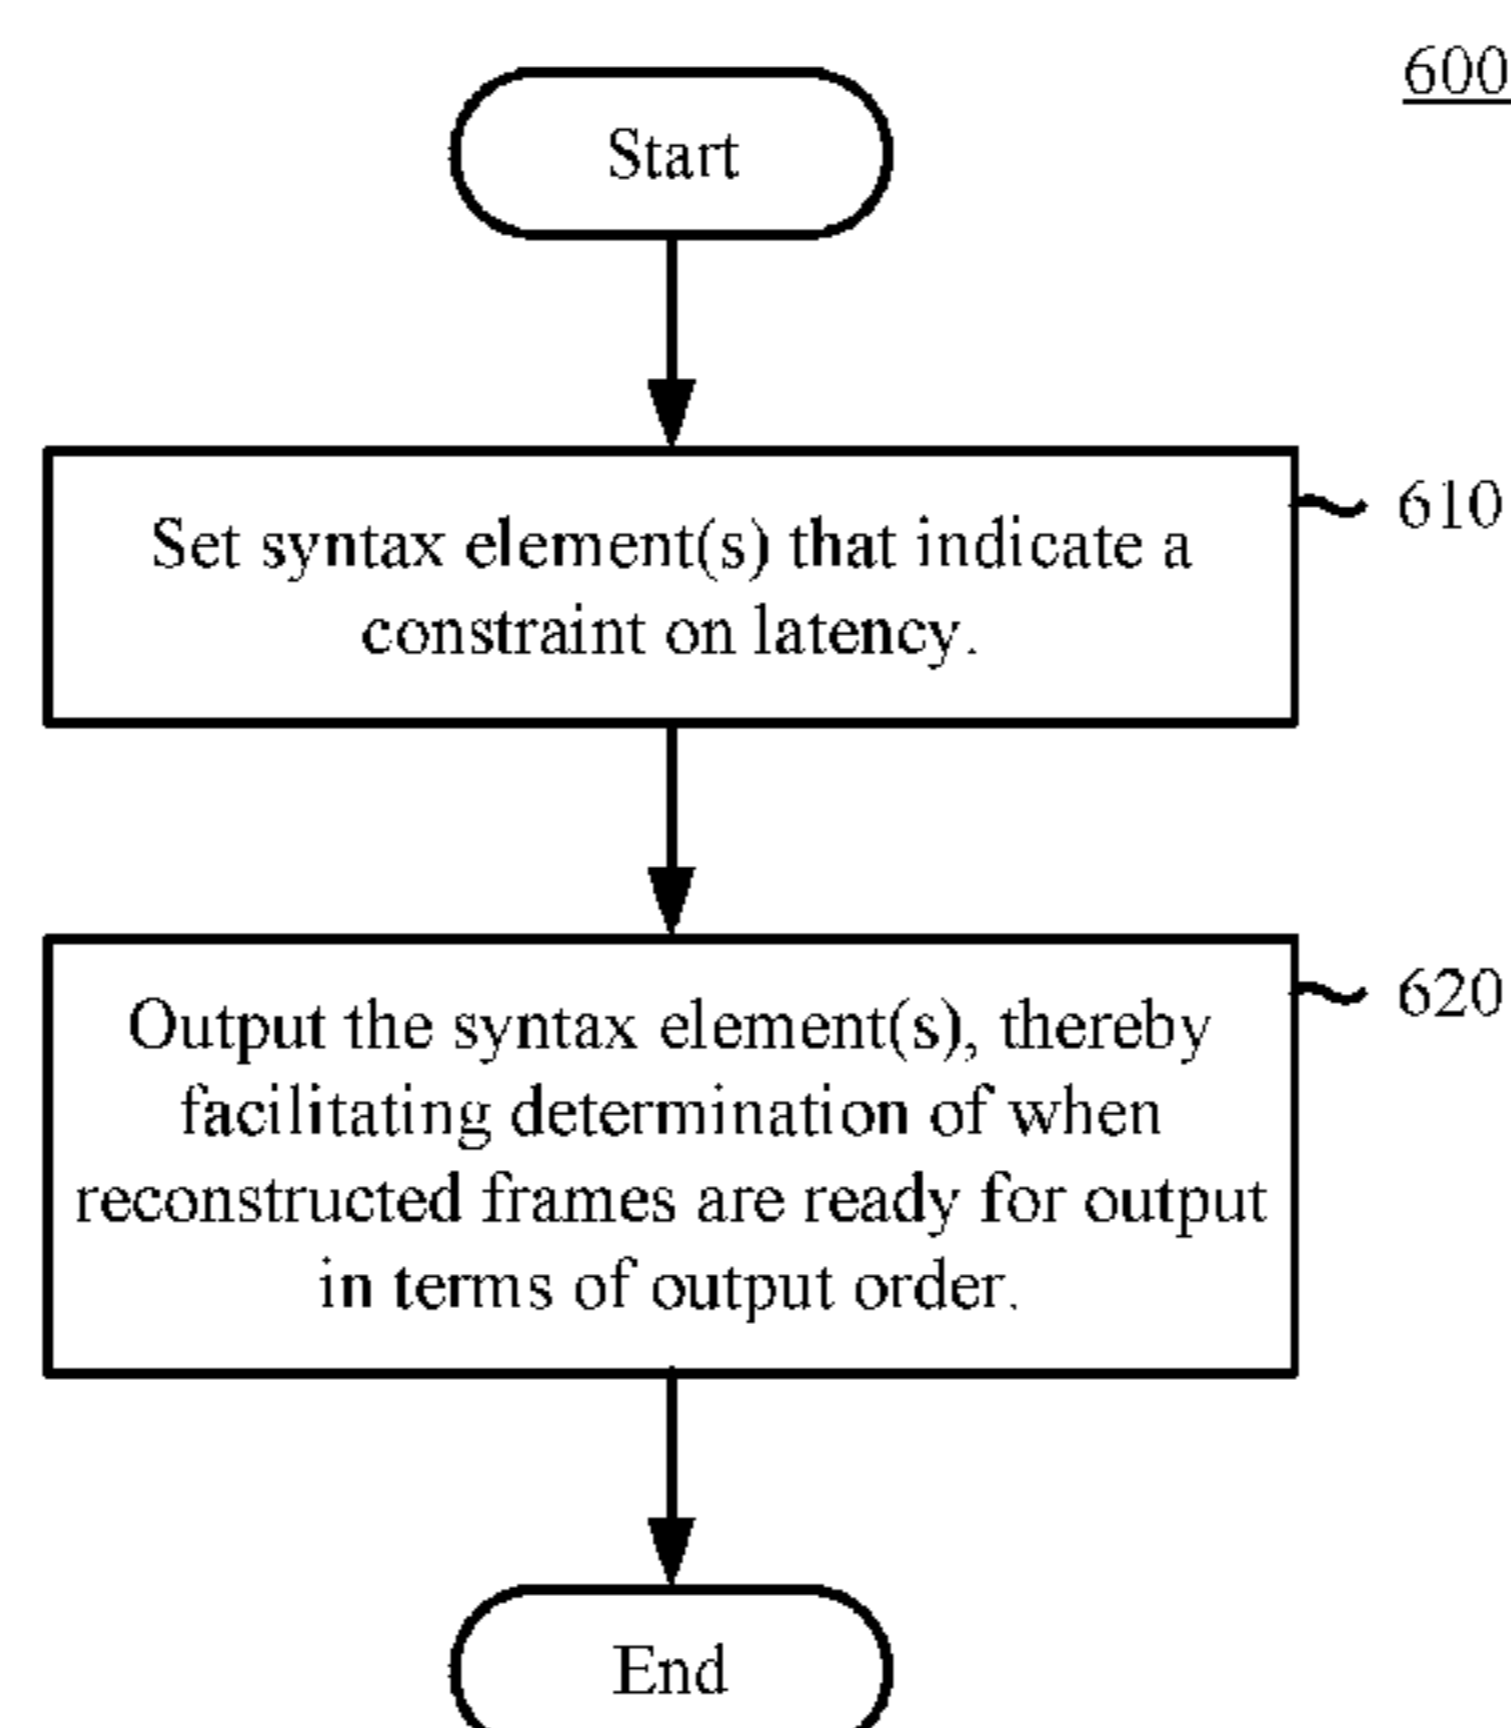 600
Start
Set syntax element(s) that indicate a
constraint on latency.
610
Output the syntax element(s), thereby
facilitating determination of when
reconstructed frames are ready for output
in terms of output order.
620
End